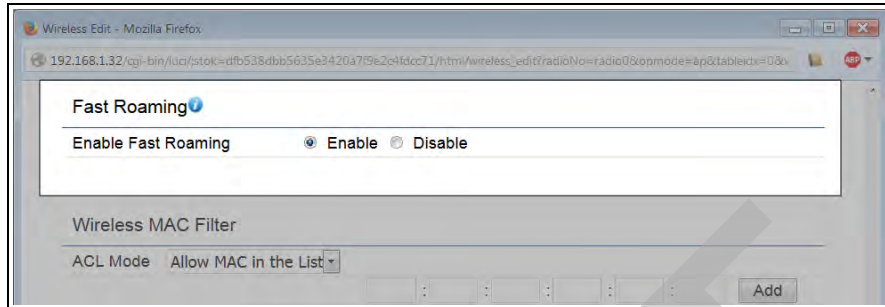 Wireless Edit - Mozilla Firefox
192.168.1.32/cgi-bin/luci/;stok=dfb538dbb5635e3420a7f9e2c4fdcc71/html/wireless_edit?radioNo=radio0&opmode=ap&tableidx=0&
ABP
Fast Roaming
Enable Fast Roaming Enable Disable
Wireless MAC Filter
ACL Mode Allow MAC in the List
: : : : : Add